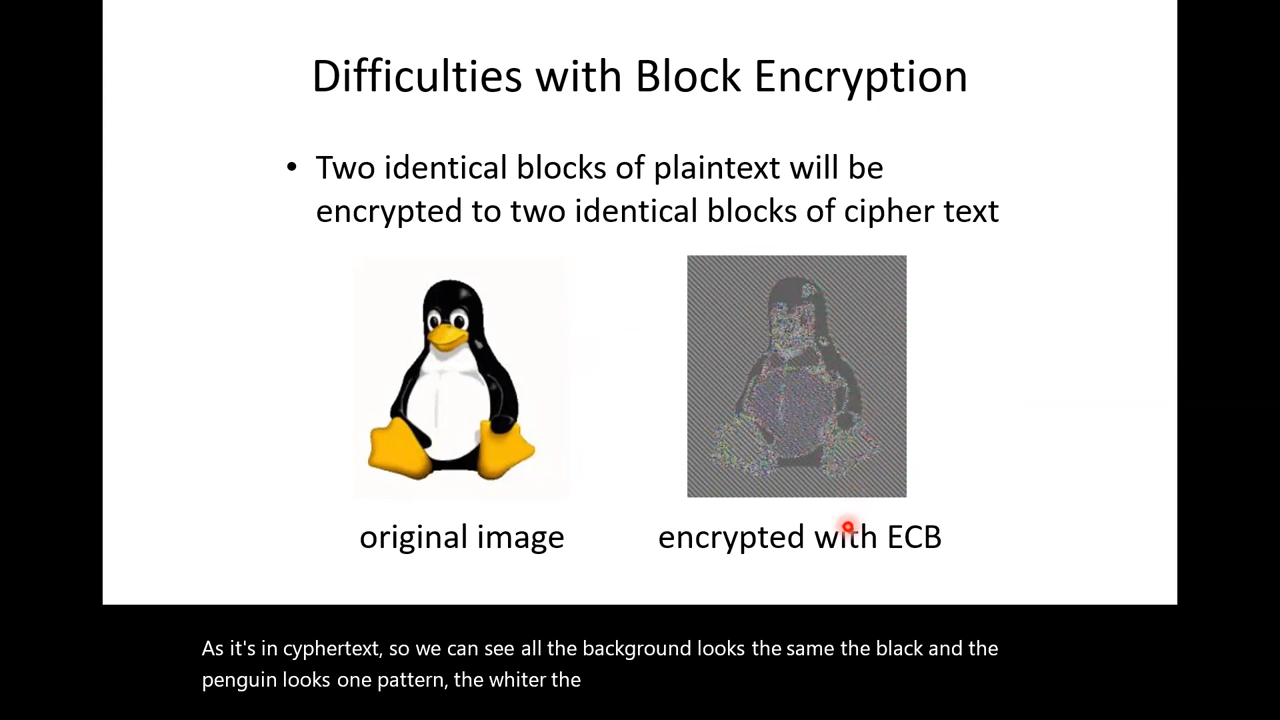 Difficulties with Block Encryption
• Two identical blocks of plaintext will be
encrypted to two identical blocks of cipher text
original image
encrypted with ECB
As it's in cyphertext, so we can see all the background looks the same the black and the
penguin looks one pattern, the whiter the